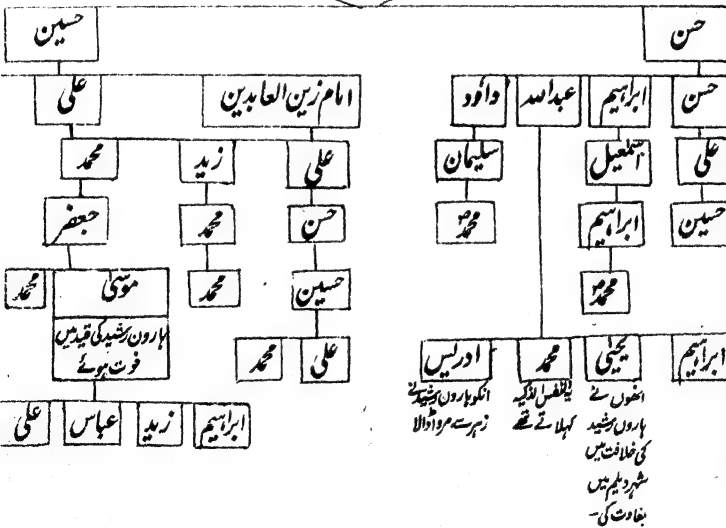 حسن
حسین
حسن
ابراہیم
عبداللہ
داؤد
امام زین العابدین
علی
علی
اسمٰعیل
سلیمان
علی
زید
محمد
حسین
ابراہیم
محمدؐ
حسن
محمد
جعفر
محمدؐ
حسین
محمد
موسیٰ
محمد
ہارون رشید کی قید میں
فوت ہوئے
ابراہیم
یحییٰ
محمد
ادریس
علی
محمد
انھوں نے
ہارون رشید
کی خلافت میں
شہر دیلم میں
بغاوت کی۔
یہ نفس الذکیہ
کہلاتے تھے
انکو ہارون رشید نے
زہر سے مروا ڈالا
ابراہیم
زید
عباس
علی